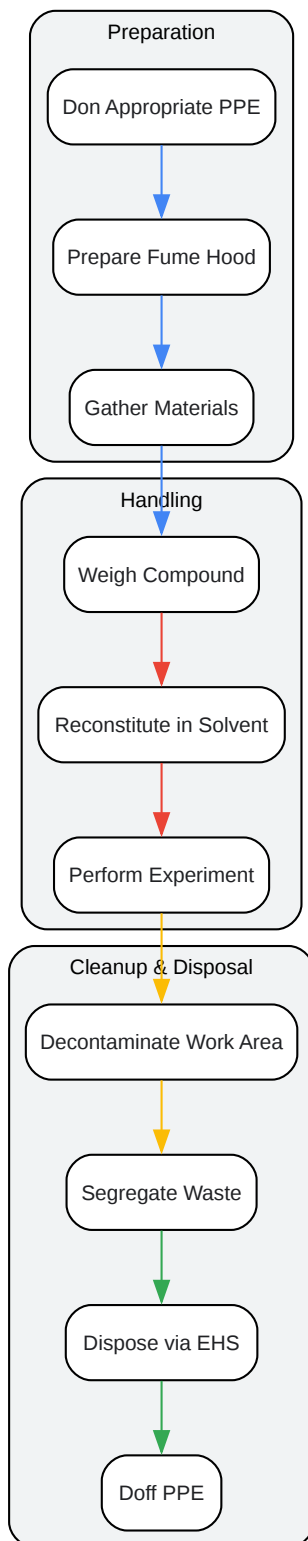 Preparation
Don Appropriate PPE
Prepare Fume Hood
Gather Materials
Handling
Weigh Compound
Reconstitute in Solvent
Perform Experiment
Cleanup & Disposal
Decontaminate Work Area
Segregate Waste
Dispose via EHS
Doff PPE